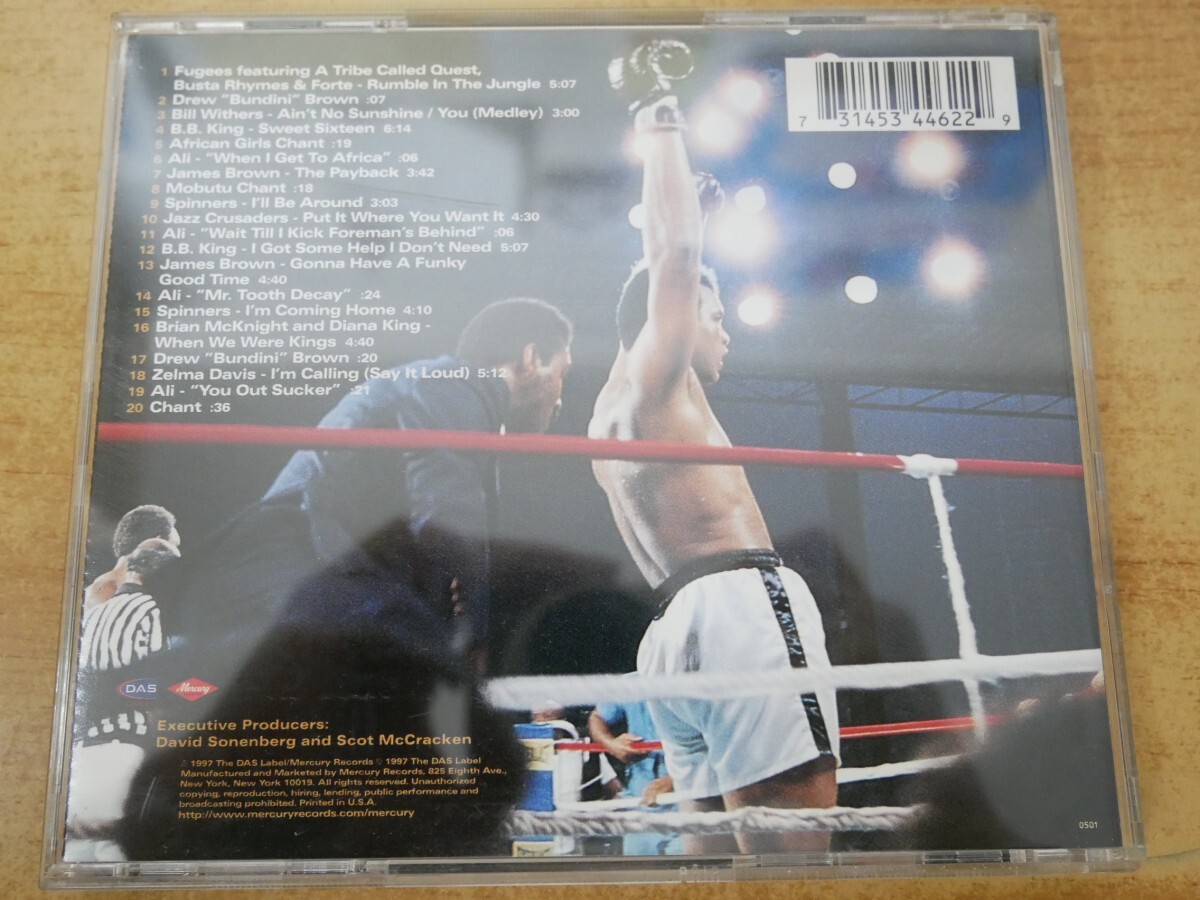 1 Fugees featuring A Tribe Called Quest,
Busta Rhymes & Forte - Rumble In The Jungle 5:07
2 Drew "Bundini" Brown :07
3 Bill Withers - Ain't No Sunshine / You (Medley) 3:00
4 B.B. King - Sweet Sixteen 6:14
5 African Girls Chant :19
6 Ali - "When I Get To Africa" :06
7 James Brown - The Payback 3:42
8 Mobutu Chant :18
9 Spinners - I'll Be Around 3:03
10 Jazz Crusaders - Put It Where You Want It 4:30
11 Ali - "Wait Till I Kick Foreman's Behind" :06
12 B.B. King - I Got Some Help I Don't Need 5:07
13 James Brown - Gonna Have A Funky
Good Time 4:40
14 Ali - "Mr. Tooth Decay" :24
15 Spinners - I'm Coming Home 4:10
16 Brian McKnight and Diana King -
When We Were Kings 4:40
17 Drew "Bundini" Brown :20
18 Zelma Davis - I'm Calling (Say It Loud) 5:12
19 Ali - "You Out Sucker" :21
20 Chant :36
7 31453 44622 9
DAS Mercury
Executive Producers:
David Sonenberg and Scot McCracken
℗ 1997 The DAS Label/Mercury Records © 1997 The DAS Label
Manufactured and Marketed by Mercury Records, 825 Eighth Ave.,
New York, New York 10019. All rights reserved. Unauthorized
copying, reproduction, hiring, lending, public performance and
broadcasting prohibited. Printed in U.S.A.
http://www.mercuryrecords.com/mercury
0501